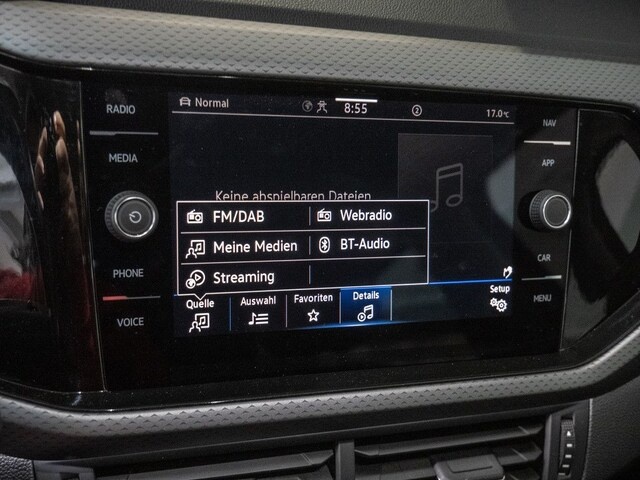 RADIO
MEDIA
PHONE
VOICE
Normal
8:55
2
17.0°C
Keine abspielbaren Dateien
FM/DAB
Webradio
Meine Medien
BT-Audio
Streaming
Quelle
Auswahl
Favoriten
Details
Setup
NAV
APP
CAR
MENU